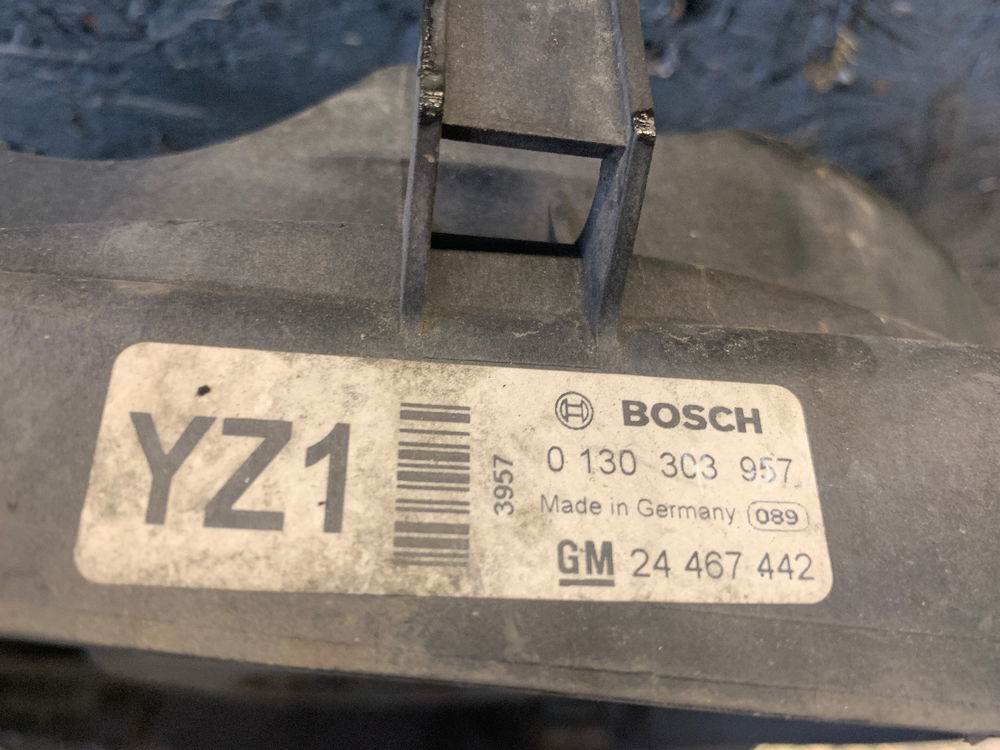 YZ1
3957
BOSCH
0 130 303 957
Made in Germany 089
GM 24 467 442